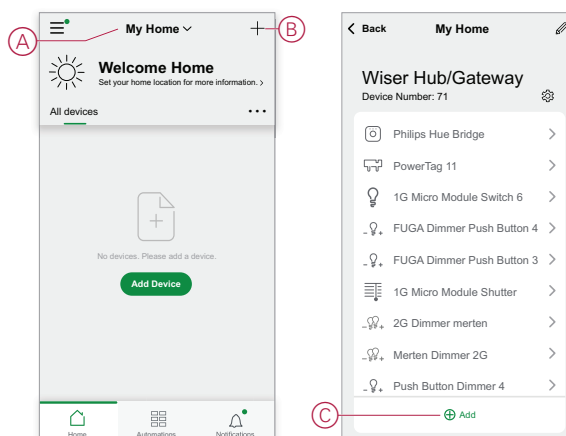 A
My Home
B
Welcome Home
Set your home location for more information. >
All devices
No devices. Please add a device.
Add Device
Home
Automations
Notifications
Back
My Home
Wiser Hub/Gateway
Device Number: 71
Philips Hue Bridge
PowerTag 11
1G Micro Module Switch 6
FUGA Dimmer Push Button 4
FUGA Dimmer Push Button 3
1G Micro Module Shutter
2G Dimmer merten
Merten Dimmer 2G
Push Button Dimmer 4
C
Add